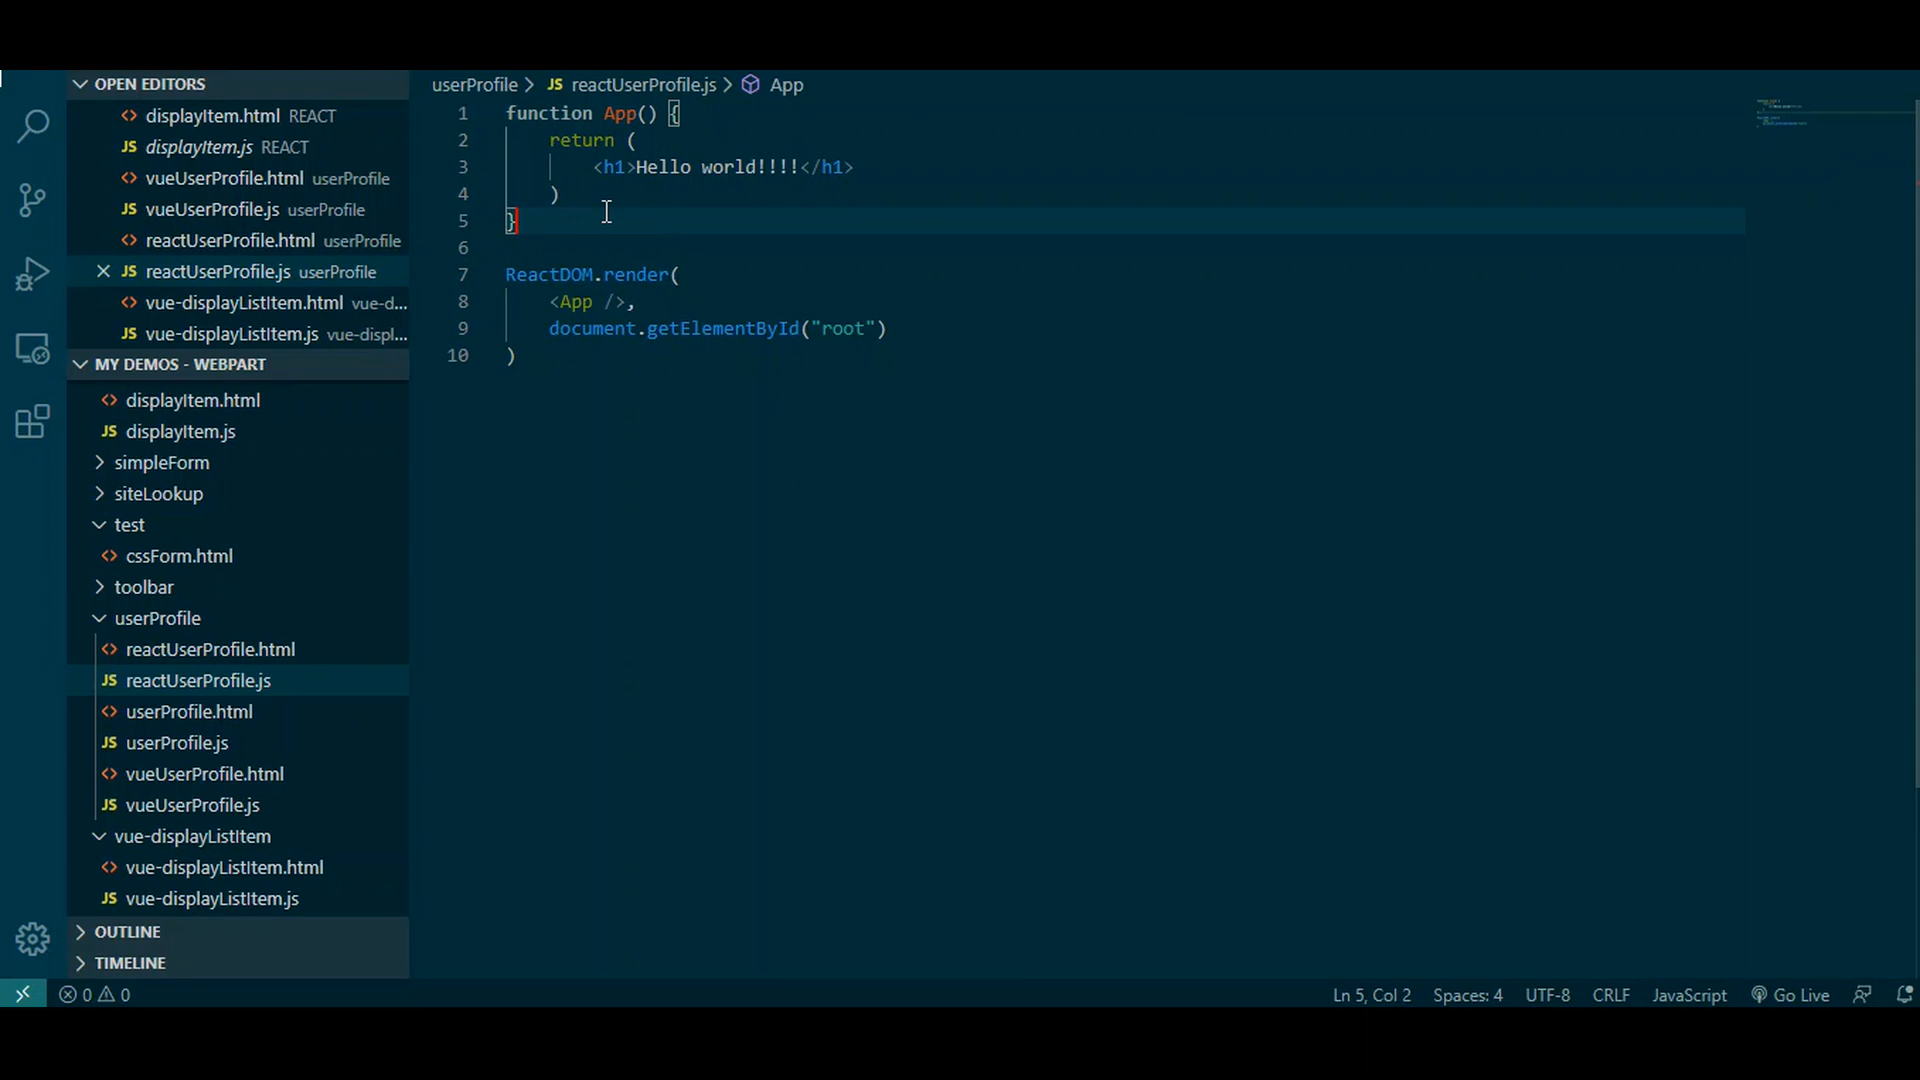 OPEN EDITORS
displayItem.html REACT
displayItem.js REACT
vueUserProfile.html userProfile
vueUserProfile.js userProfile
reactUserProfile.html userProfile
reactUserProfile.js userProfile
vue-displayListItem.html vue-d...
vue-displayListItem.js vue-displ...
MY DEMOS - WEBPART
displayItem.html
displayItem.js
simpleForm
siteLookup
test
cssForm.html
toolbar
userProfile
reactUserProfile.html
reactUserProfile.js
userProfile.html
userProfile.js
vueUserProfile.html
vueUserProfile.js
vue-displayListItem
vue-displayListItem.html
vue-displayListItem.js
OUTLINE
TIMELINE
userProfile > JS reactUserProfile.js > App
1 function App() {
2     return (
3         <h1>Hello world!!!!</h1>
4     )
5 }
6
7 ReactDOM.render(
8     <App />,
9     document.getElementById("root")
10 )
0 0 Ln 5, Col 2 Spaces: 4 UTF-8 CRLF JavaScript Go Live